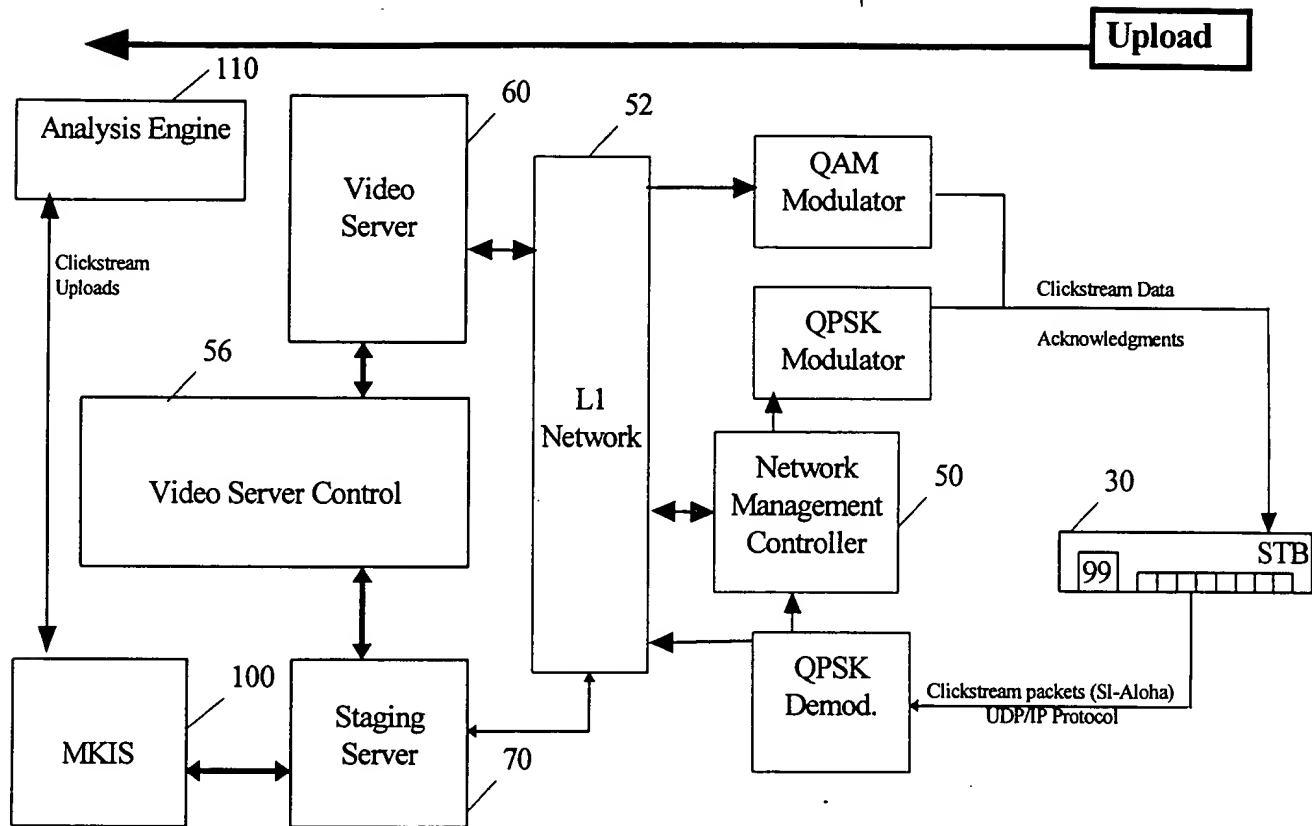 Upload
110
Analysis Engine
60
Video
Server
52
QAM
Modulator
Clickstream
Uploads
Clickstream Data
Acknowledgments
QPSK
Modulator
56
Video Server Control
L1
Network
Network
Management
Controller
50
30
STB
99
MKIS
100
Staging
Server
70
QPSK
Demod.
Clickstream packets (Sl-Aloha)
UDP/IP Protocol